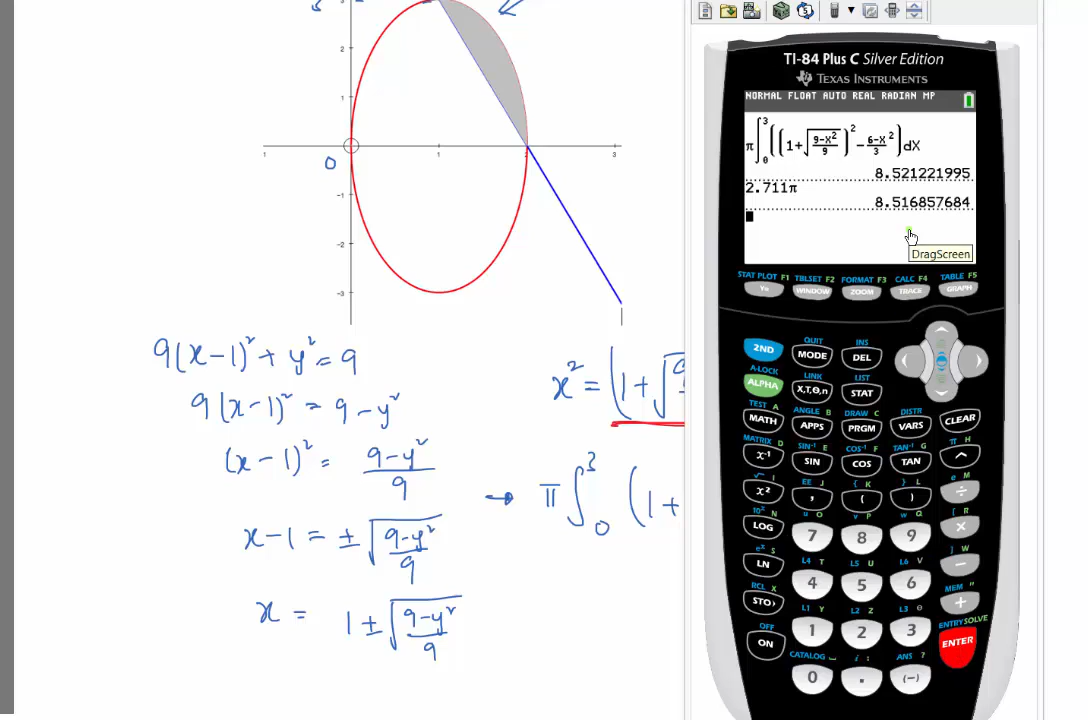 3
2
1
1
0
1
2
3
-1
-2
-3
9(x-1)² + y² = 9
9(x-1)² = 9 - y²
(x-1)² = 9-y²/9
x-1 = ±√(9-y²/9)
x = 1 ± √(9-y²/9)
x² = (1+√
→ π∫₀³ (1+
TI-84 Plus C Silver Edition
TEXAS INSTRUMENTS
NORMAL FLOAT AUTO REAL RADIAN MP
π∫₀³((1+√(9-X²/9))²-6-X²/3)dX
8.521221995
2.711π
8.516857684
DragScreen
STAT PLOT F1 TBLSET F2 FORMAT F3 CALC F4 TABLE F5
Y= WINDOW ZOOM TRACE GRAPH
QUIT INS
2ND MODE DEL
A-LOCK LINK LIST
ALPHA X,T,θ,n STAT
TEST A ANGLE B DRAW C DISTR
MATH APPS PRGM VARS CLEAR
MATRIX D SIN⁻¹ E COS⁻¹ F TAN⁻¹ G π H
x⁻¹ SIN COS TAN ^
√ I EE J { K } L e M
x² , ( ) ÷
10ˣ N u O v P w Q [ R
LOG 7 8 9 ×
eˣ S L4 T L5 U L6 V ] W
LN 4 5 6 −
RCL X L1 Y L2 Z L3 θ MEM "
STO 1 2 3 +
OFF CATALOG i : ANS ? ENTRY SOLVE
ON 0 . (−) ENTER